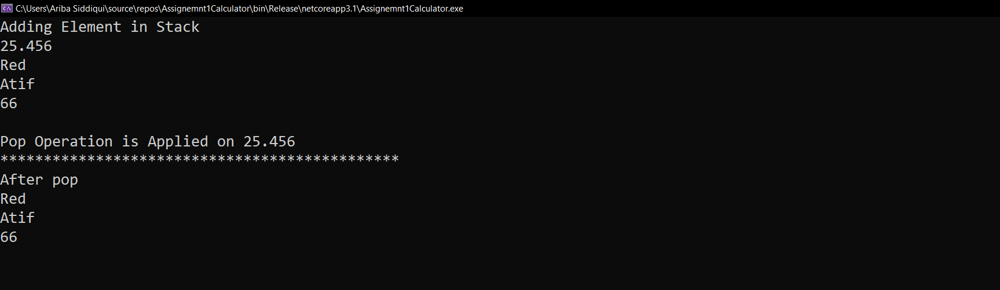 C:\Users\Ariba Siddiqui\source\repos\Assignemnt1Calculator\bin\Release\netcoreapp3.1\Assignemnt1Calculator.exe
Adding Element in Stack
25.456
Red
Atif
66
Pop Operation is Applied on 25.456
**********************************************
After pop
Red
Atif
66